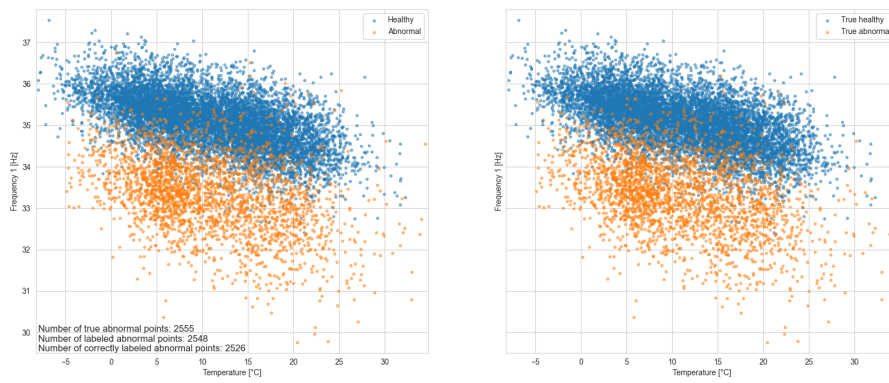 Healthy
Abnormal
37
36
35
34
33
32
31
30
Frequency 1 [Hz]
Number of true abnormal points: 2555
Number of labeled abnormal points: 2548
Number of correctly labeled abnormal points: 2526
−5 0 5 10 15 20 25 30
Temperature [°C]
True healthy
True abnormal
Frequency 1 [Hz]
−5 0 5 10 15 20 25 30
Temperature [°C]